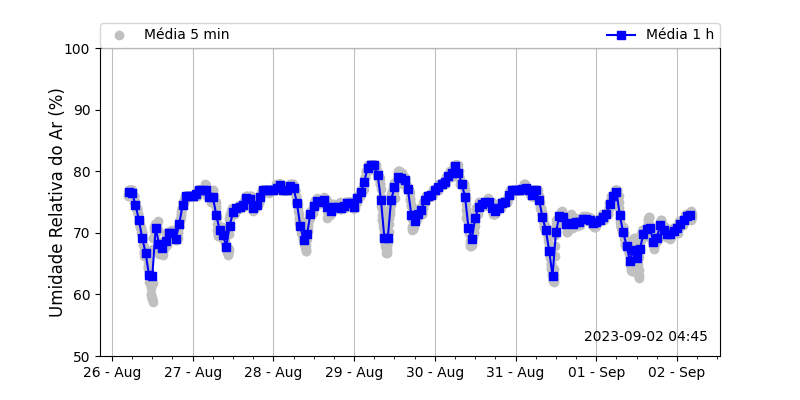 Média 5 min
Média 1 h
Umidade Relativa do Ar (%)
100
90
80
70
60
50
2023-09-02 04:45
26 - Aug
27 - Aug
28 - Aug
29 - Aug
30 - Aug
31 - Aug
01 - Sep
02 - Sep